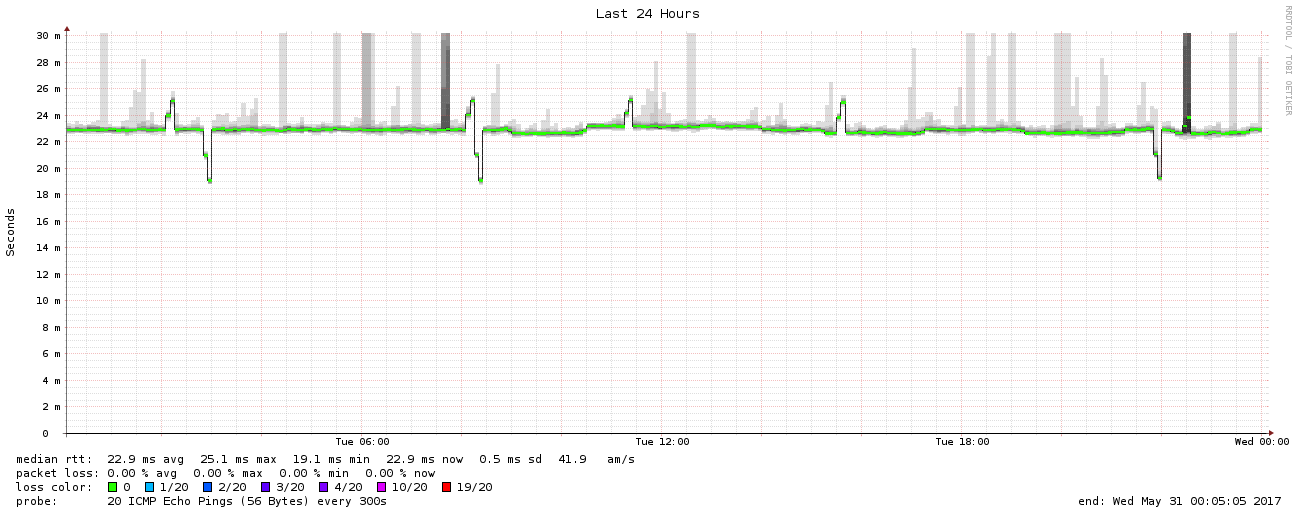 Last 24 Hours
RRDTOOL / TOBI OETIKER
Seconds
30 m
28 m
26 m
24 m
22 m
20 m
18 m
16 m
14 m
12 m
10 m
8 m
6 m
4 m
2 m
0
Tue 06:00 Tue 12:00 Tue 18:00 Wed 00:00
median rtt: 22.9 ms avg 25.1 ms max 19.1 ms min 22.9 ms now 0.5 ms sd 41.9 am/s
packet loss: 0.00 % avg 0.00 % max 0.00 % min 0.00 % now
loss color: 0 1/20 2/20 3/20 4/20 10/20 19/20
probe: 20 ICMP Echo Pings (56 Bytes) every 300s end: Wed May 31 00:05:05 2017